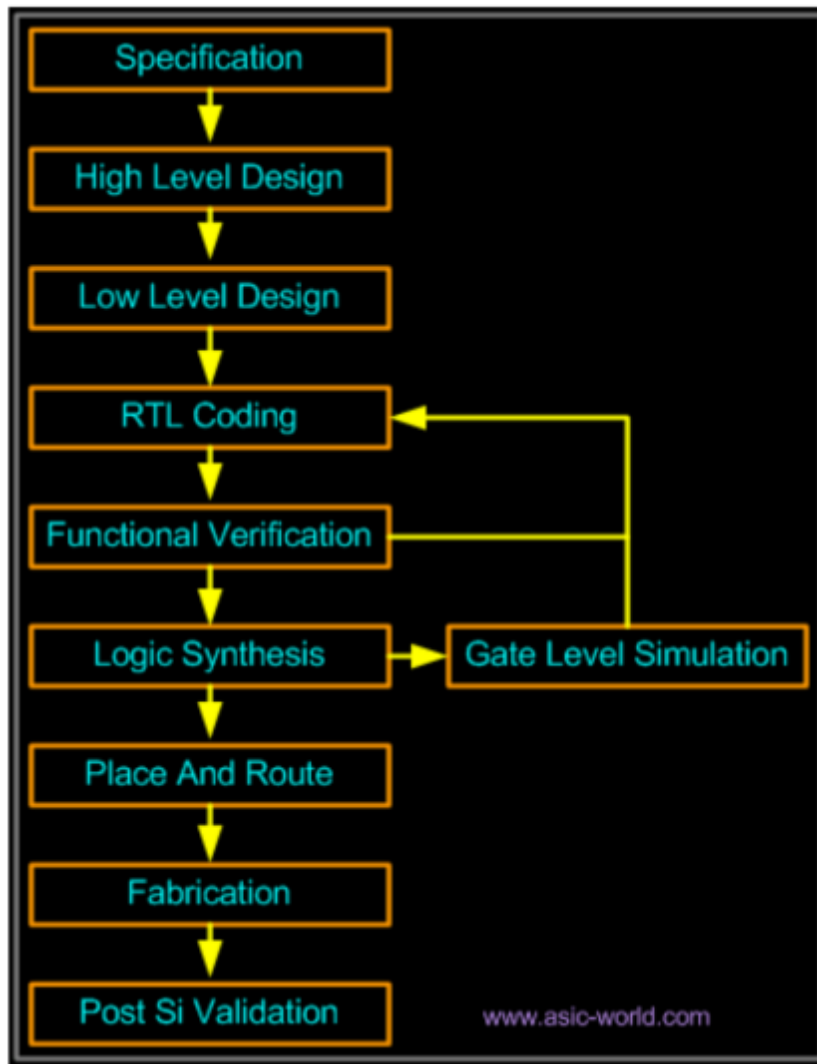 Specification
High Level Design
Low Level Design
RTL Coding
Functional Verification
Logic Synthesis
Gate Level Simulation
Place And Route
Fabrication
Post Si Validation
www.asic-world.com